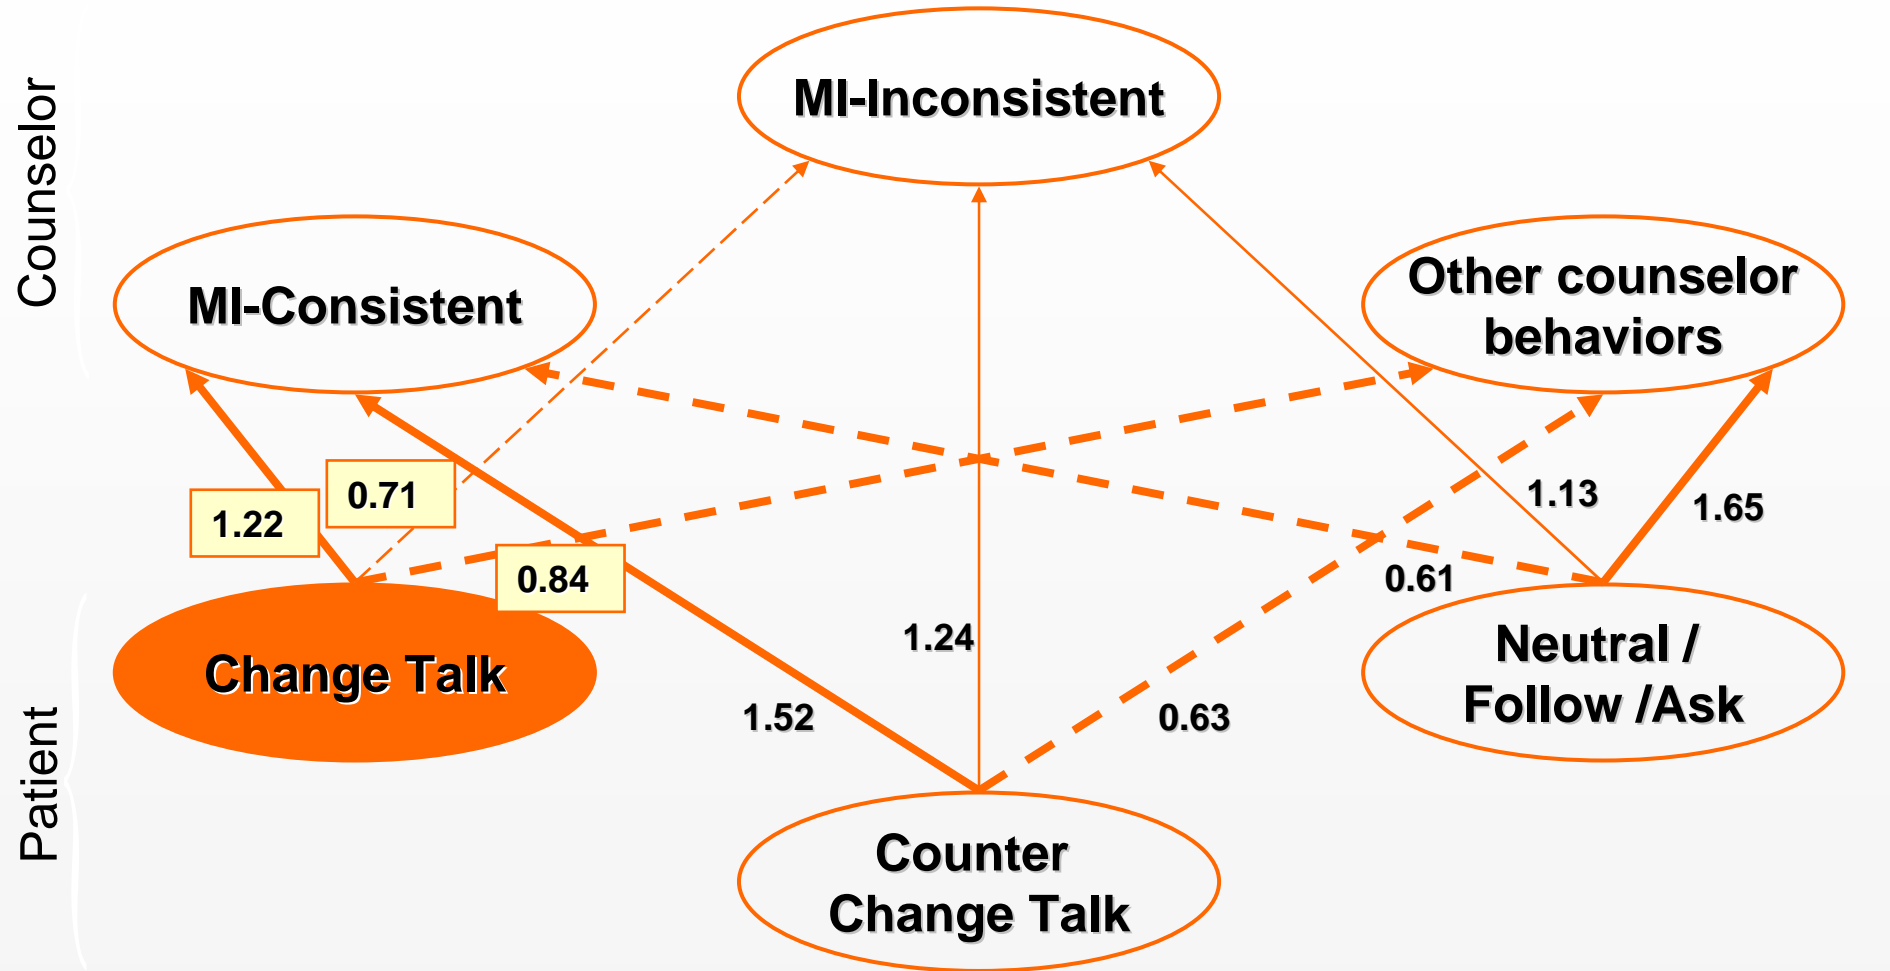 Counselor
MI-Inconsistent
MI-Consistent
Other counselor
behaviors
1.22
0.71
0.84
1.24
1.52
0.63
0.61
1.13
1.65
Patient
Change Talk
Neutral /
Follow /Ask
Counter
Change Talk